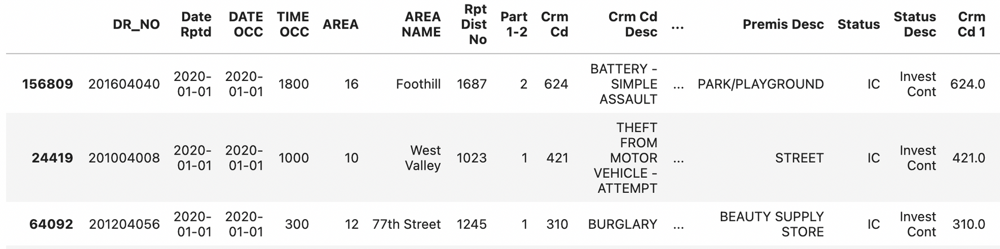 DR_NO Date Rptd DATE OCC TIME OCC AREA AREA NAME Rpt Dist No Part 1-2 Crm Cd Crm Cd Desc ... Premis Desc Status Status Desc Crm Cd 1
156809 201604040 2020-01-01 2020-01-01 1800 16 Foothill 1687 2 624 BATTERY - SIMPLE ASSAULT ... PARK/PLAYGROUND IC Invest Cont 624.0
24419 201004008 2020-01-01 2020-01-01 1000 10 West Valley 1023 1 421 THEFT FROM MOTOR VEHICLE - ATTEMPT ... STREET IC Invest Cont 421.0
64092 201204056 2020-01-01 2020-01-01 300 12 77th Street 1245 1 310 BURGLARY ... BEAUTY SUPPLY STORE IC Invest Cont 310.0